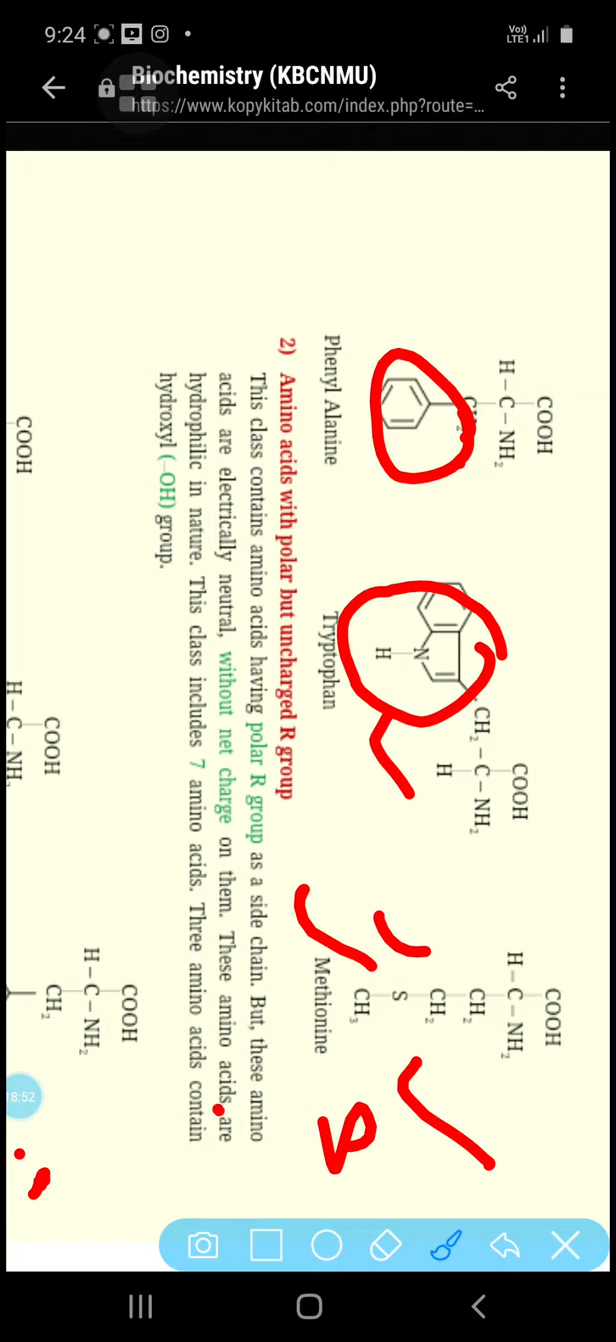 9:24
Vo)) LTE1
Biochemistry (KBCNMU)
https://www.kopykitab.com/index.php?route=...
COOH
H – C – NH₂
COOH
CH₂ – C – NH₂
H
N
H
COOH
H – C – NH₂
CH₂
CH₂
S
CH₃
Phenyl Alanine
Tryptophan
Methionine
2) Amino acids with polar but uncharged R group
This class contains amino acids having polar R group as a side chain. But, these amino
acids are electrically neutral, without net charge on them. These amino acids are
hydrophilic in nature. This class includes 7 amino acids. Three amino acids contain
hydroxyl (–OH) group.
COOH
COOH
H – C – NH₂
COOH
H – C – NH₂
CH₂
8:52